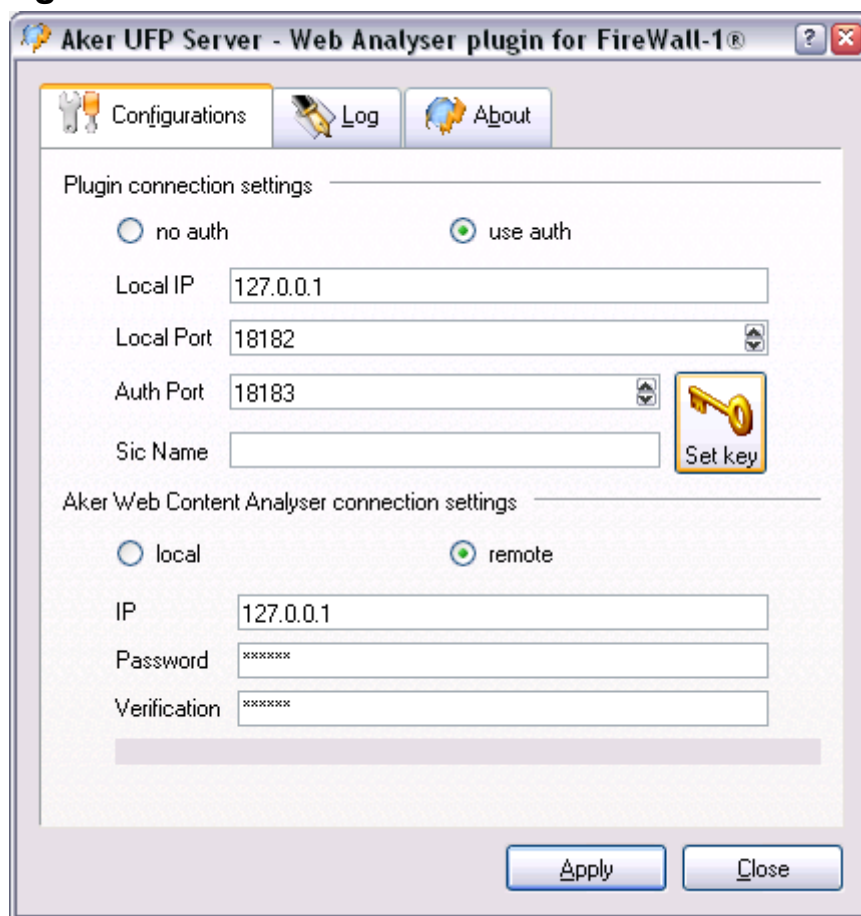 Aker UFP Server - Web Analyser plugin for FireWall-1®
Configurations Log About
Plugin connection settings
no auth use auth
Local IP 127.0.0.1
Local Port 18182
Auth Port 18183
Sic Name
Set key
Aker Web Content Analyser connection settings
local remote
IP 127.0.0.1
Password ******
Verification ******
Apply Close